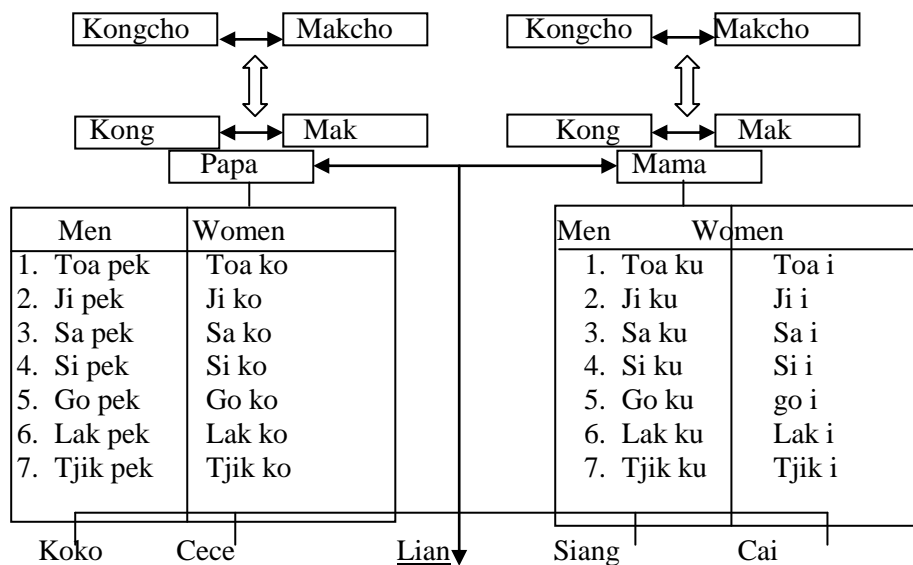 Kongcho Makcho Kongcho Makcho
Kong Mak Kong Mak
Papa Mama
Men Women Men Women
1. Toa pek Toa ko 1. Toa ku Toa i
2. Ji pek Ji ko 2. Ji ku Ji i
3. Sa pek Sa ko 3. Sa ku Sa i
4. Si pek Si ko 4. Si ku Si i
5. Go pek Go ko 5. Go ku go i
6. Lak pek Lak ko 6. Lak ku Lak i
7. Tjik pek Tjik ko 7. Tjik ku Tjik i
Koko Cece Lian Siang Cai